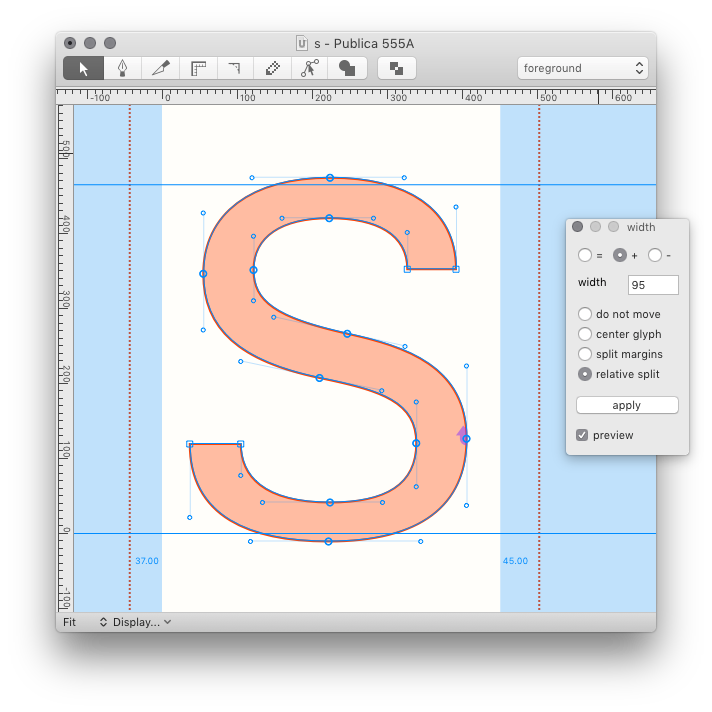 s - Publica 555A
foreground
-100 0 100 200 300 400 500 600
500
400
300
200
100
0
-100
37.00
45.00
Fit Display...
width
= + -
width 95
do not move
center glyph
split margins
relative split
apply
preview